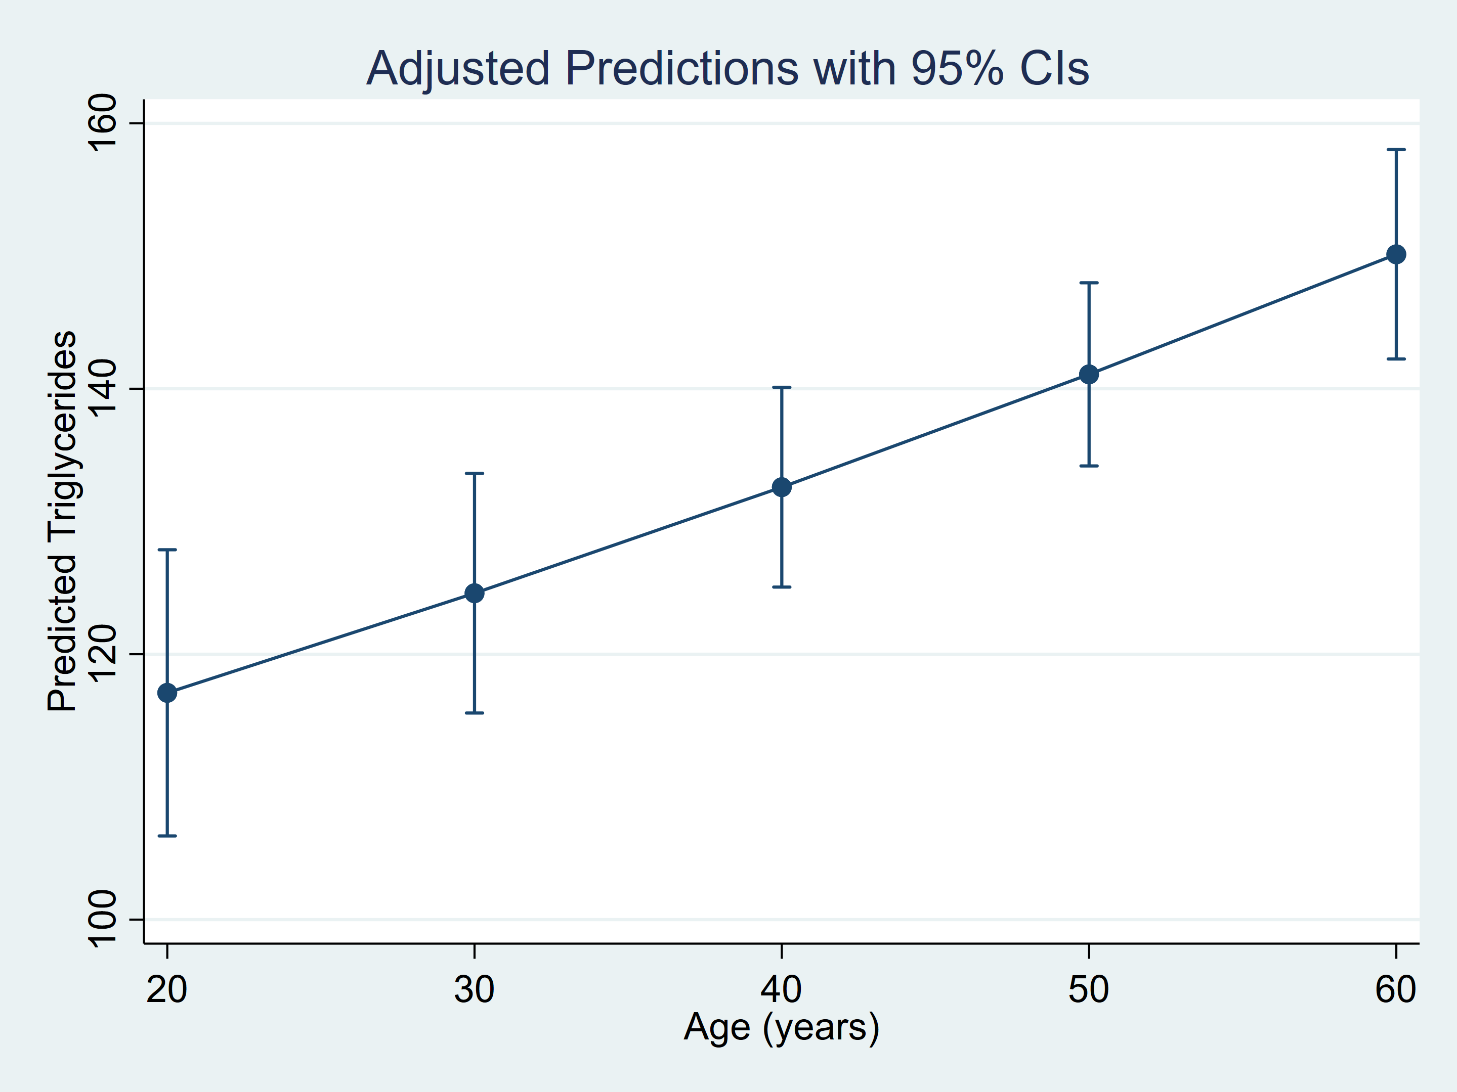 Adjusted Predictions with 95% CIs
Predicted Triglycerides
160
140
120
100
20 30 40 50 60
Age (years)